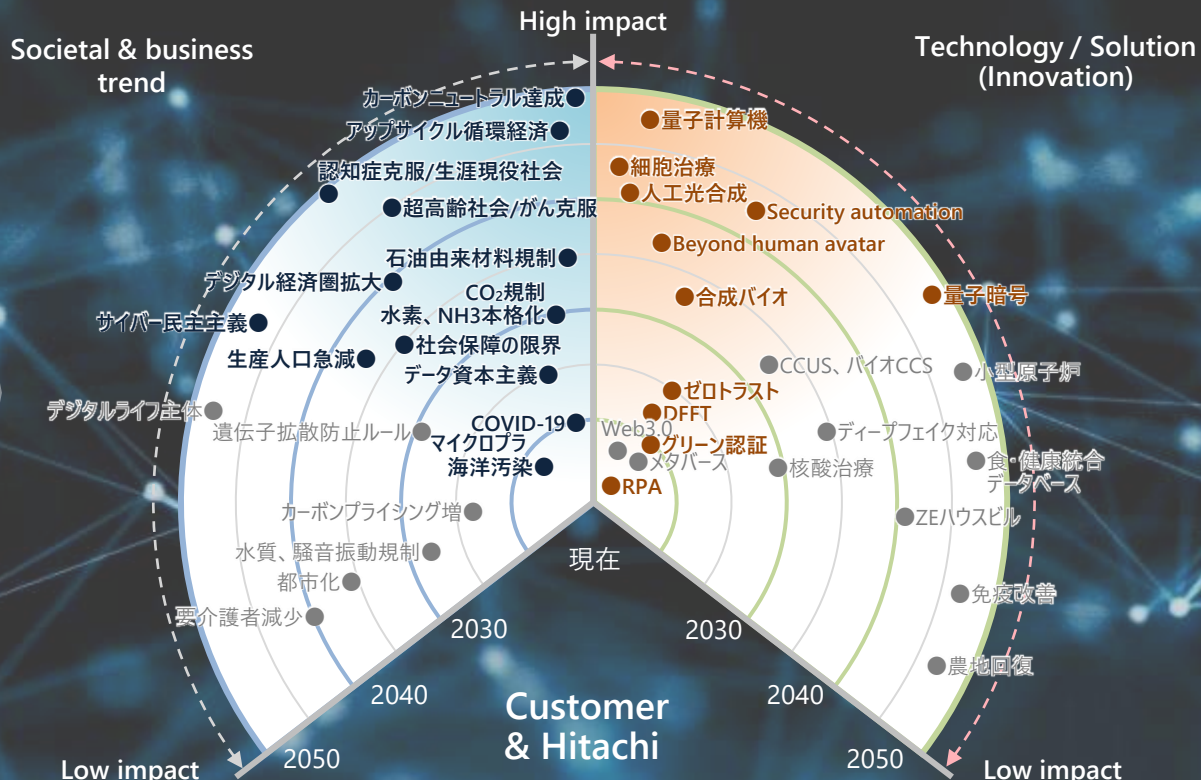 High impact
Societal & business
trend
Technology / Solution
(Innovation)
カーボンニュートラル達成
アップサイクル循環経済
認知症克服/生涯現役社会
超高齢社会/がん克服
石油由来材料規制
デジタル経済圏拡大
CO₂規制
水素、NH3本格化
サイバー民主主義
社会保障の限界
生産人口急減
データ資本主義
デジタルライフ主体
COVID-19
遺伝子拡散防止ルール
マイクロプラ
海洋汚染
カーボンプライシング増
水質、騒音振動規制
都市化
要介護者減少
量子計算機
細胞治療
人工光合成
Security automation
Beyond human avatar
合成バイオ
量子暗号
CCUS、バイオCCS
小型原子炉
ゼロトラスト
DFFT
Web3.0
グリーン認証
ディープフェイク対応
メタバース
核酸治療
食・健康統合
データベース
RPA
ZEハウスビル
免疫改善
農地回復
現在
2030
2030
2040
2040
2050
2050
Customer
& Hitachi
Low impact
Low impact